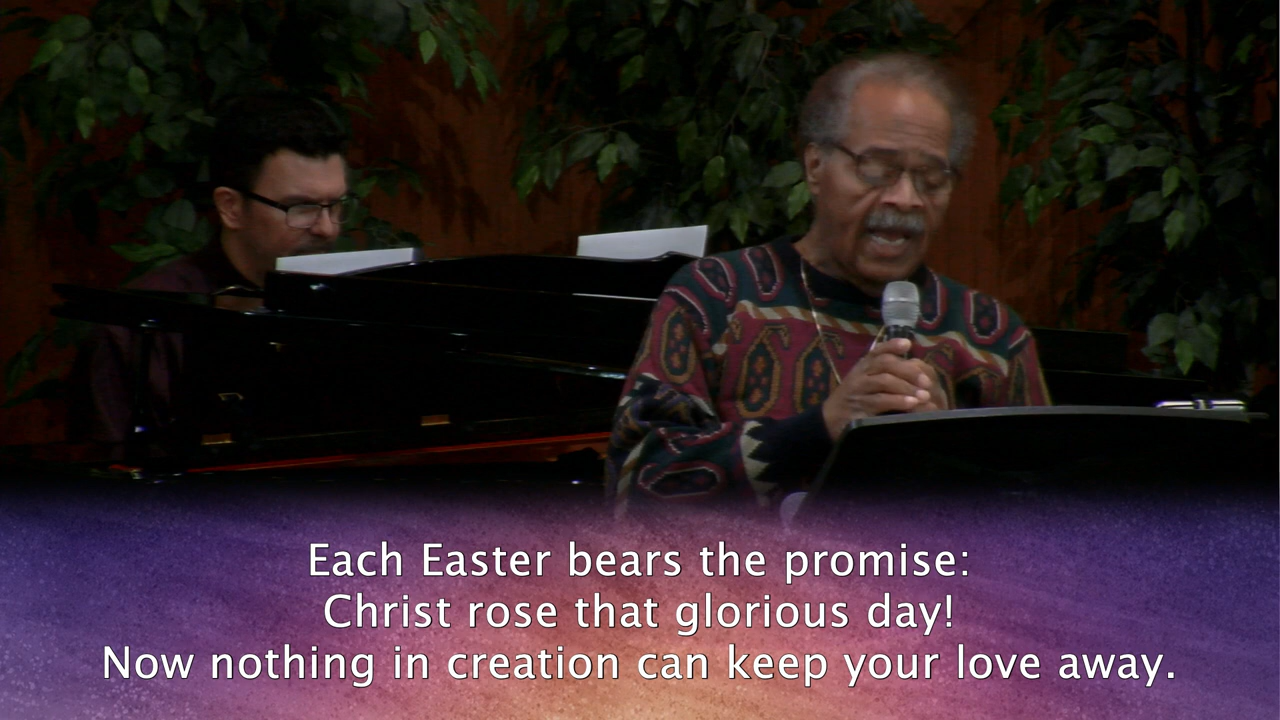 Each Easter bears the promise:
Christ rose that glorious day!
Now nothing in creation can keep your love away.